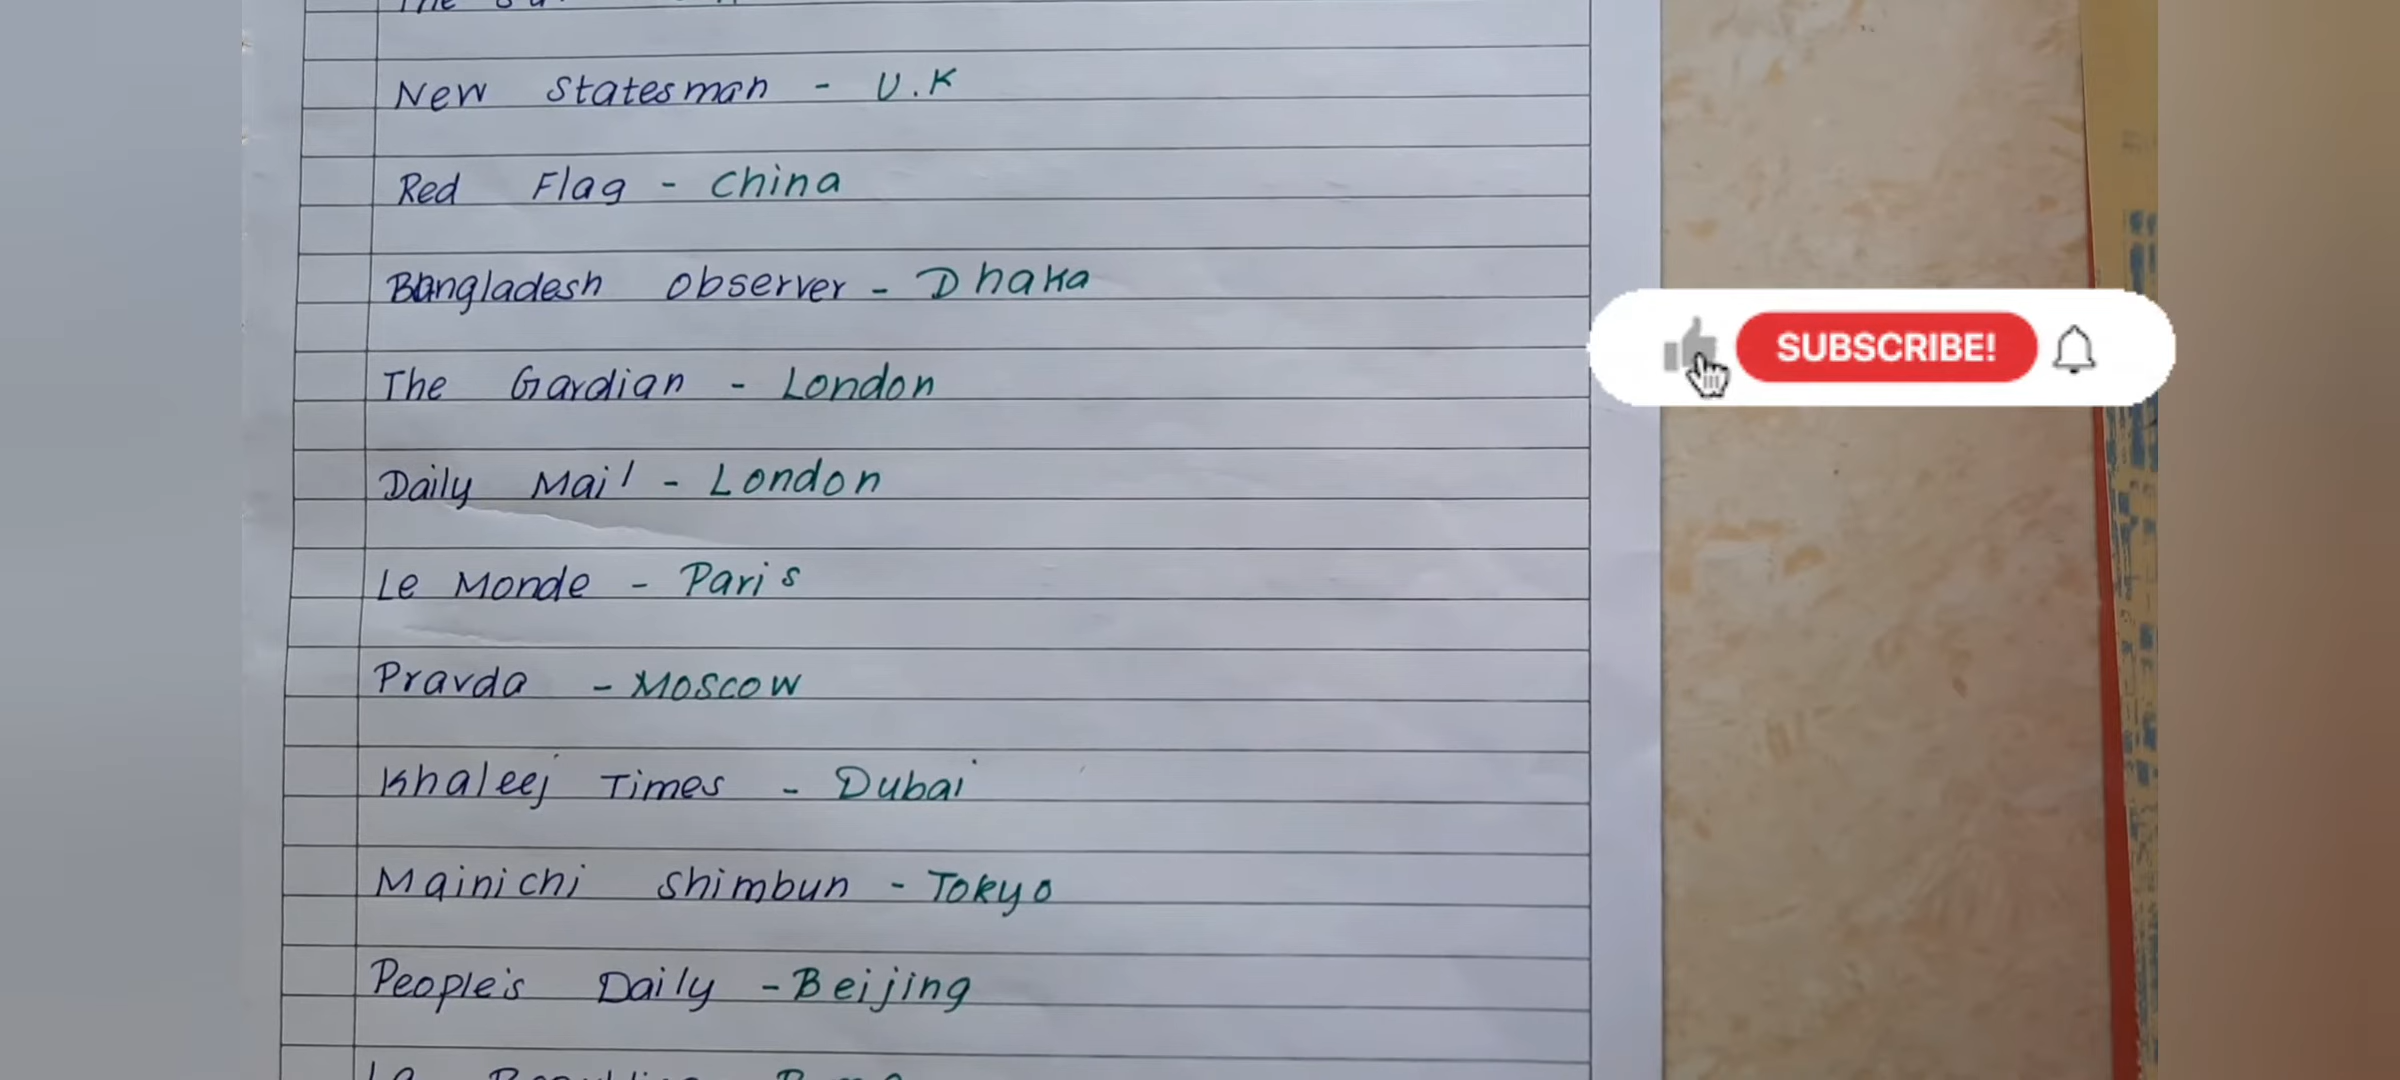 The
New Statesman - U.K
Red Flag - China
Bangladesh Observer - Dhaka
The Gardian - London
SUBSCRIBE!
Daily Mail - London
Le Monde - Paris
Pravda - Moscow
Khaleej Times - Dubai
Mainichi Shimbun - Tokyo
People's Daily - Beijing